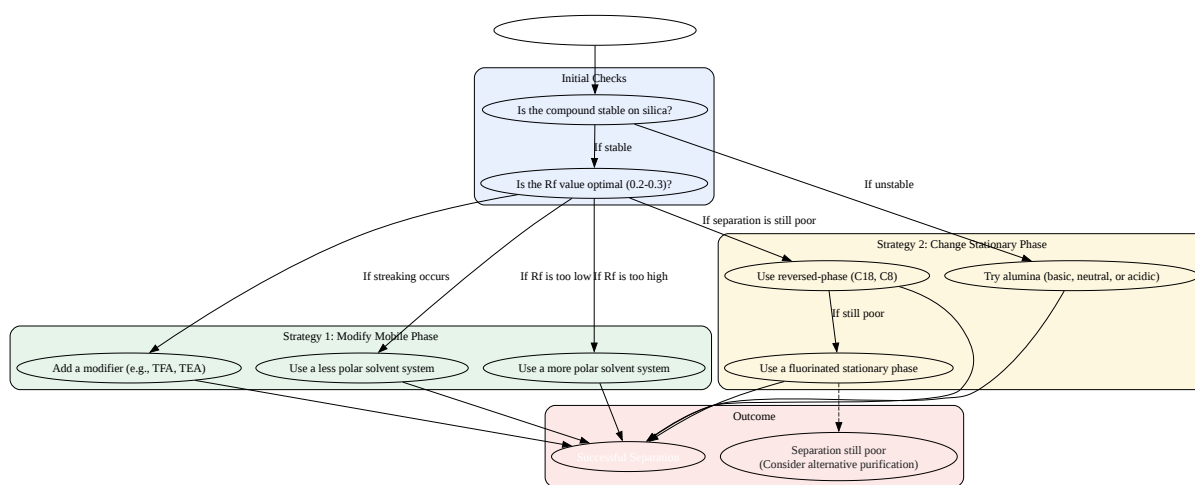 Initial Checks
Is the compound stable on silica?
If stable
Is the Rf value optimal (0.2-0.3)?
If unstable
If separation is still poor
Strategy 2: Change Stationary Phase
If streaking occurs
If Rf is too low
If Rf is too high
Use reversed-phase (C18, C8)
Try alumina (basic, neutral, or acidic)
If still poor
Strategy 1: Modify Mobile Phase
Add a modifier (e.g., TFA, TEA)
Use a less polar solvent system
Use a more polar solvent system
Use a fluorinated stationary phase
Outcome
Successful Separation
Separation still poor
(Consider alternative purification)